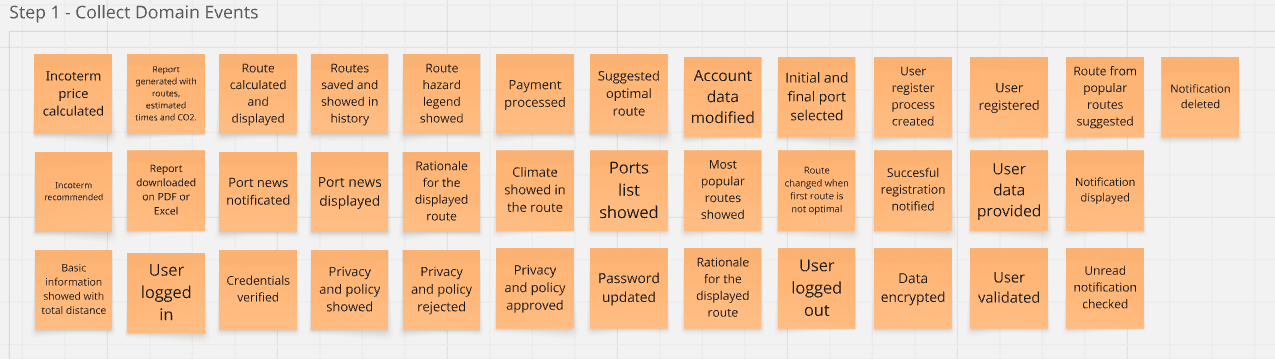 Step 1 - Collect Domain Events
Incoterm
price
calculated
Report
generated with
routes,
estimated
times and CO2.
Route
calculated
and
displayed
Routes
saved and
showed in
history
Route
hazard
legend
showed
Payment
processed
Suggested
optimal
route
Account
data
modified
Initial and
final port
selected
User
register
process
created
User
registered
Route from
popular
routes
suggested
Notification
deleted
Incoterm
recommended
Report
downloaded
on PDF or
Excel
Port news
notificated
Port news
displayed
Rationale
for the
displayed
route
Climate
showed in
the route
Ports
list
showed
Most
popular
routes
showed
Route
changed when
first route is
not optimal
Succesful
registration
notified
User
data
provided
Notification
displayed
Basic
information
showed with
total distance
User
logged
in
Credentials
verified
Privacy
and policy
showed
Privacy
and policy
rejected
Privacy
and policy
approved
Password
updated
Rationale
for the
displayed
route
User
logged
out
Data
encrypted
User
validated
Unread
notification
checked